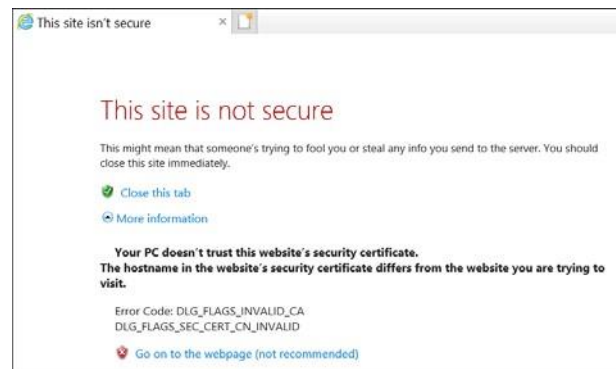 This site isn't secure
This site is not secure
This might mean that someone's trying to fool you or steal any info you send to the server. You should
close this site immediately.
Close this tab
More information
Your PC doesn't trust this website's security certificate.
The hostname in the website's security certificate differs from the website you are trying to
visit.
Error Code: DLG_FLAGS_INVALID_CA
DLG_FLAGS_SEC_CERT_CN_INVALID
Go on to the webpage (not recommended)